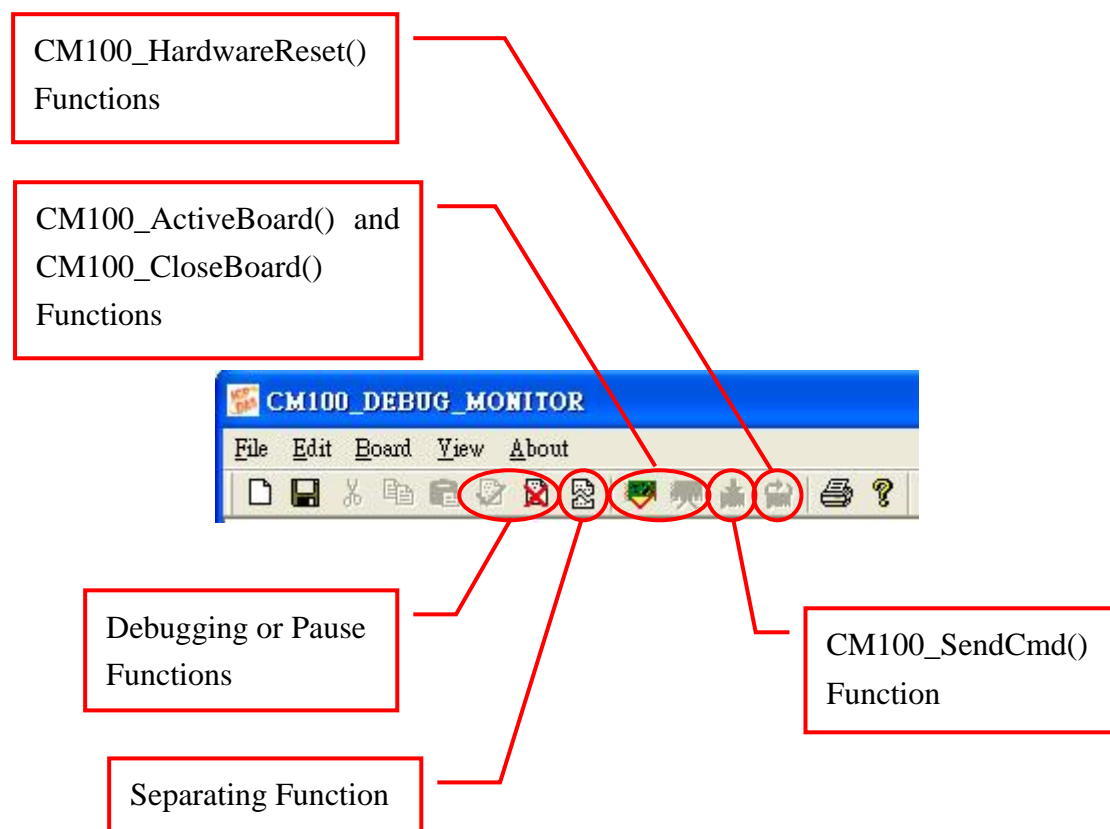 CM100_HardwareReset()
Functions
CM100_ActiveBoard() and
CM100_CloseBoard()
Functions
CM100_DEBUG_MONITOR
File Edit Board View About
Debugging or Pause
Functions
CM100_SendCmd()
Function
Separating Function